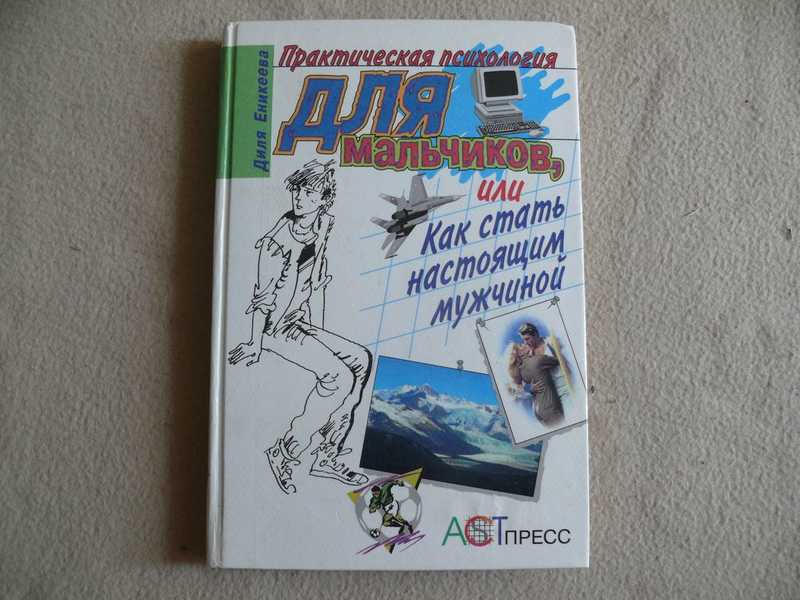 Диля Еникеева
Практическая психология
для
мальчиков,
или
Как стать
настоящим
мужчиной
АСТ ПРЕСС